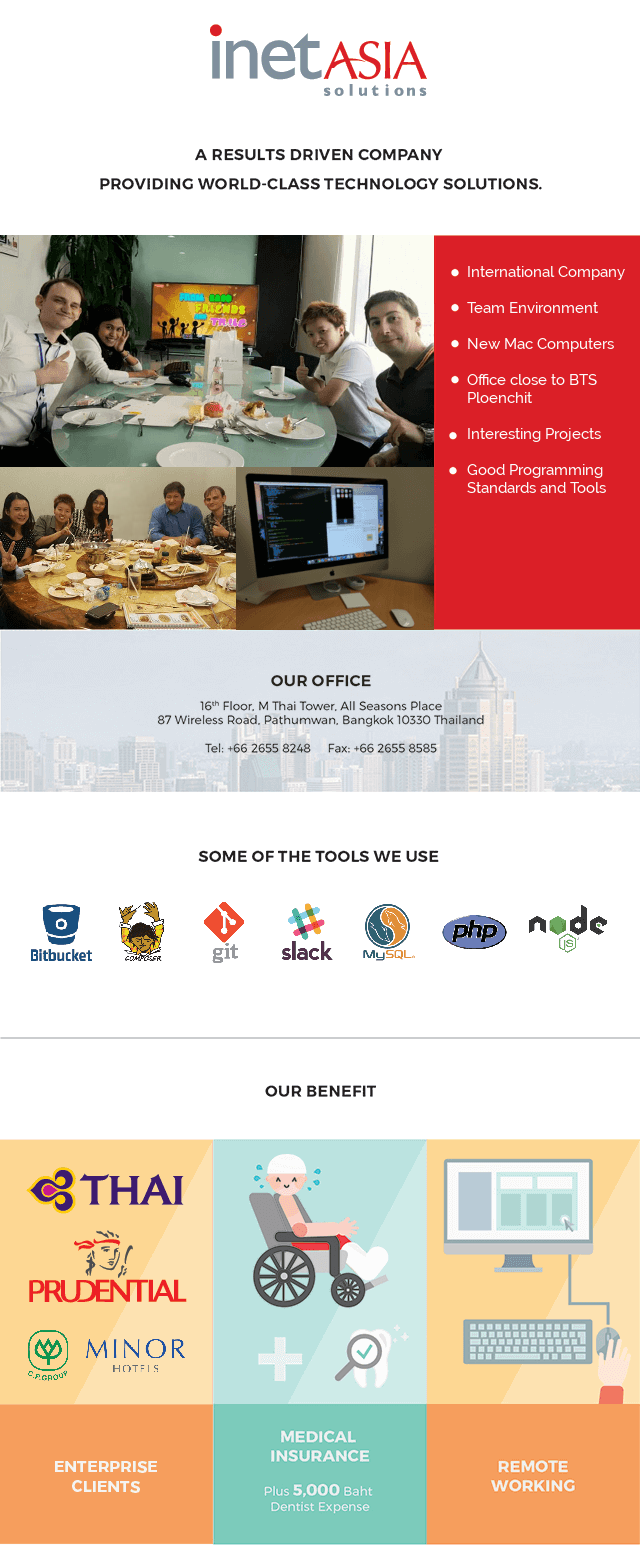 inetASIA
solutions
A RESULTS DRIVEN COMPANY
PROVIDING WORLD-CLASS TECHNOLOGY SOLUTIONS.
International Company
Team Environment
New Mac Computers
Office close to BTS
Ploenchit
Interesting Projects
Good Programming
Standards and Tools
OUR OFFICE
16th Floor, M Thai Tower, All Seasons Place
87 Wireless Road, Pathumwan, Bangkok 10330 Thailand
Tel: +66 2655 8248 Fax: +66 2655 8585
SOME OF THE TOOLS WE USE
Bitbucket
COMPOSER
git
slack
MySQL
php
node
JS
OUR BENEFIT
THAI
PRUDENTIAL
C.P.GROUP
MINOR
HOTELS
ENTERPRISE
CLIENTS
MEDICAL
INSURANCE
Plus 5,000 Baht
Dentist Expense
REMOTE
WORKING